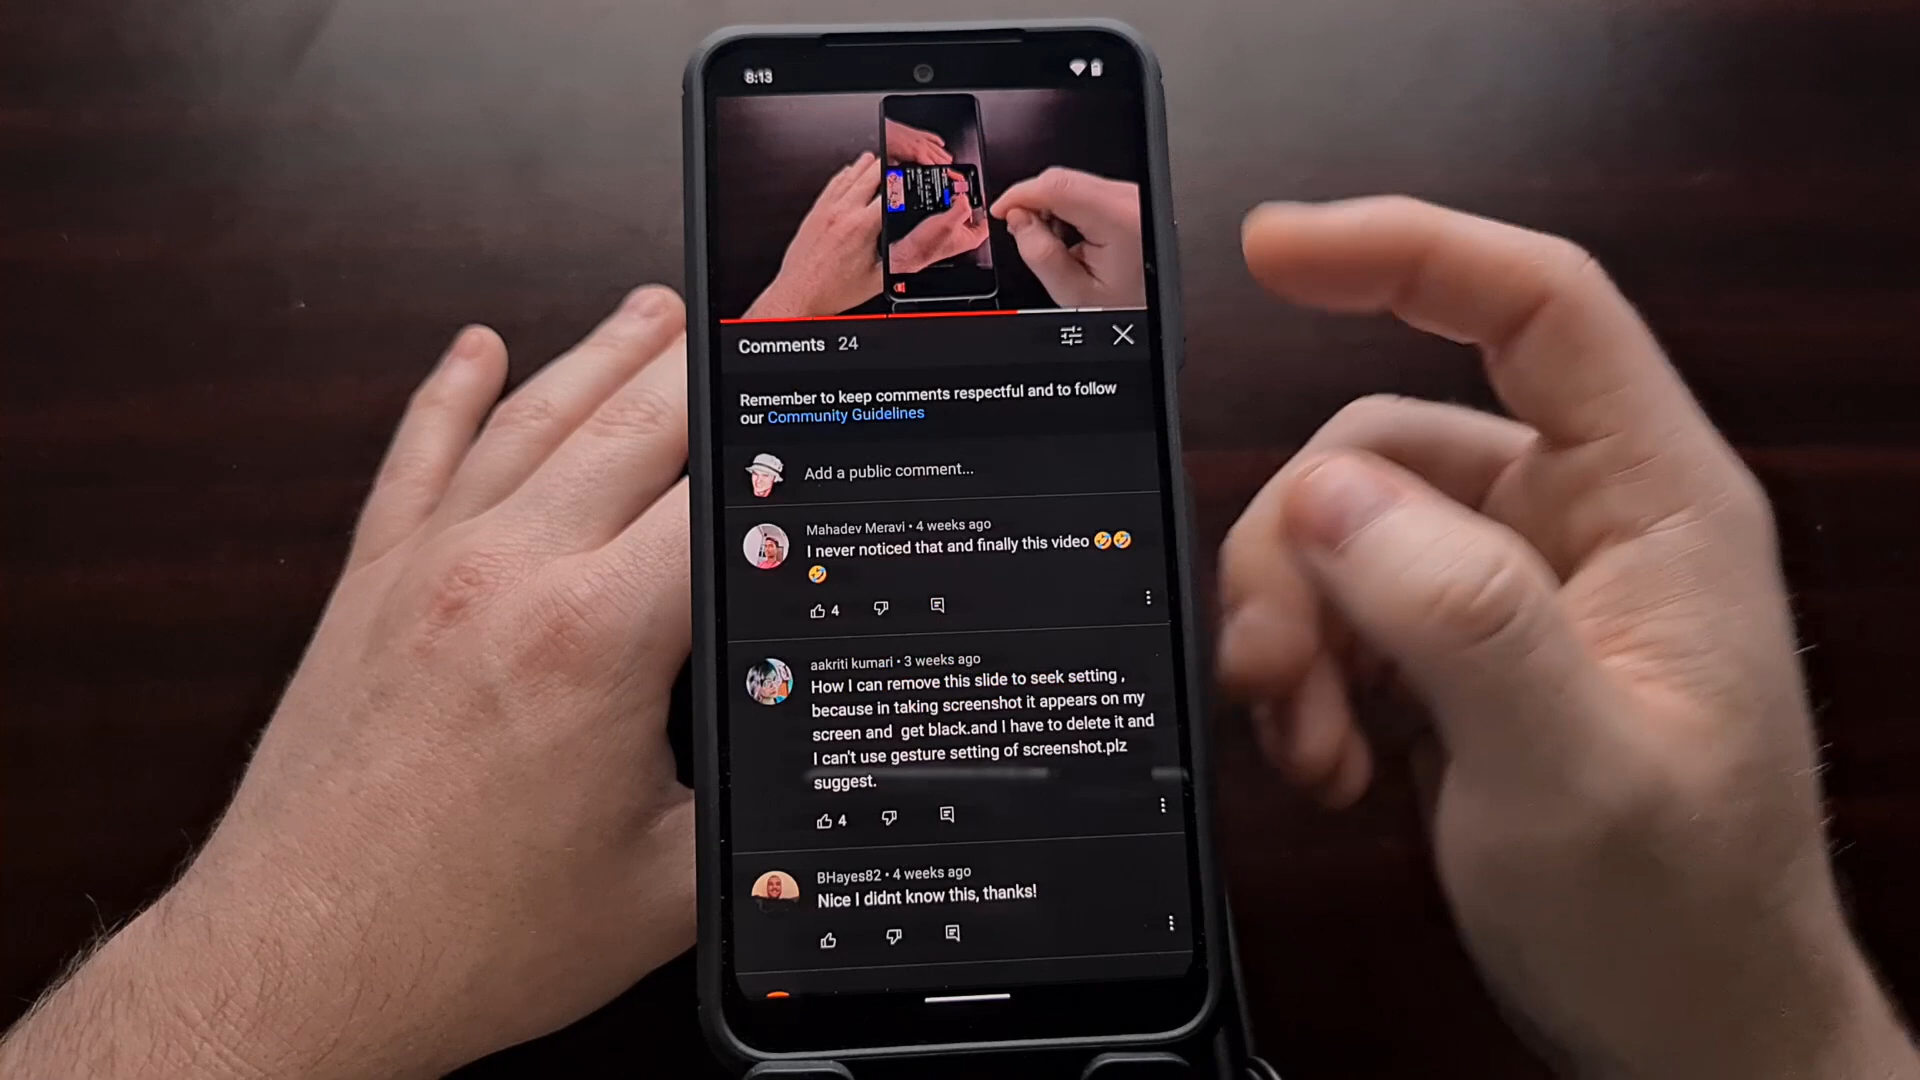 8:13
Comments 24
Remember to keep comments respectful and to follow
our Community Guidelines
Add a public comment...
Mahadev Meravi • 4 weeks ago
I never noticed that and finally this video 🤣🤣
🤣
4
aakriti kumari • 3 weeks ago
How I can remove this slide to seek setting ,
because in taking screenshot it appears on my
screen and get black.and I have to delete it and
I can't use gesture setting of screenshot.plz
suggest.
4
BHayes82 • 4 weeks ago
Nice I didnt know this, thanks!